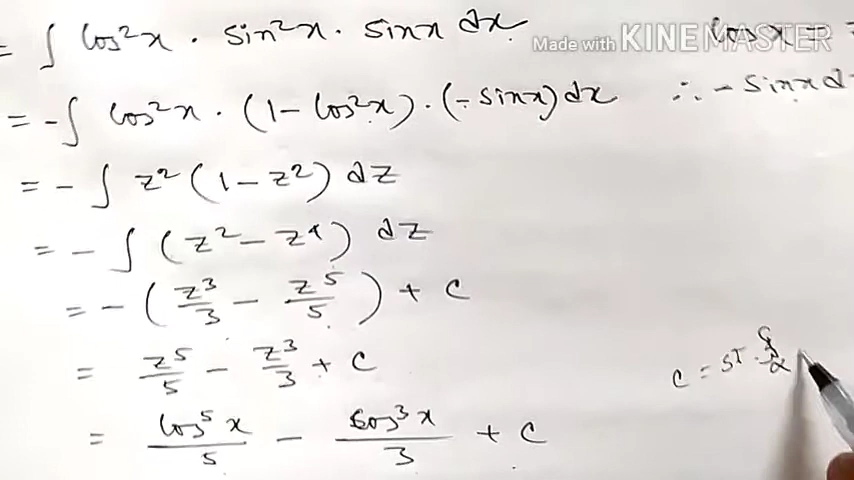 = ∫ cos²x · sin²x · sinx dx
Made with KINEMASTER
cosx =
= -∫ cos²x · (1 - cos²x) · (-sinx) dx ∴ -sinx d
= - ∫ z² (1 - z²) dz
= - ∫ (z² - z⁴) dz
= - (z³/3 - z⁵/5) + c
= z⁵/5 - z³/3 + c
c =
= cos⁵x/5 - cos³x/3 + c